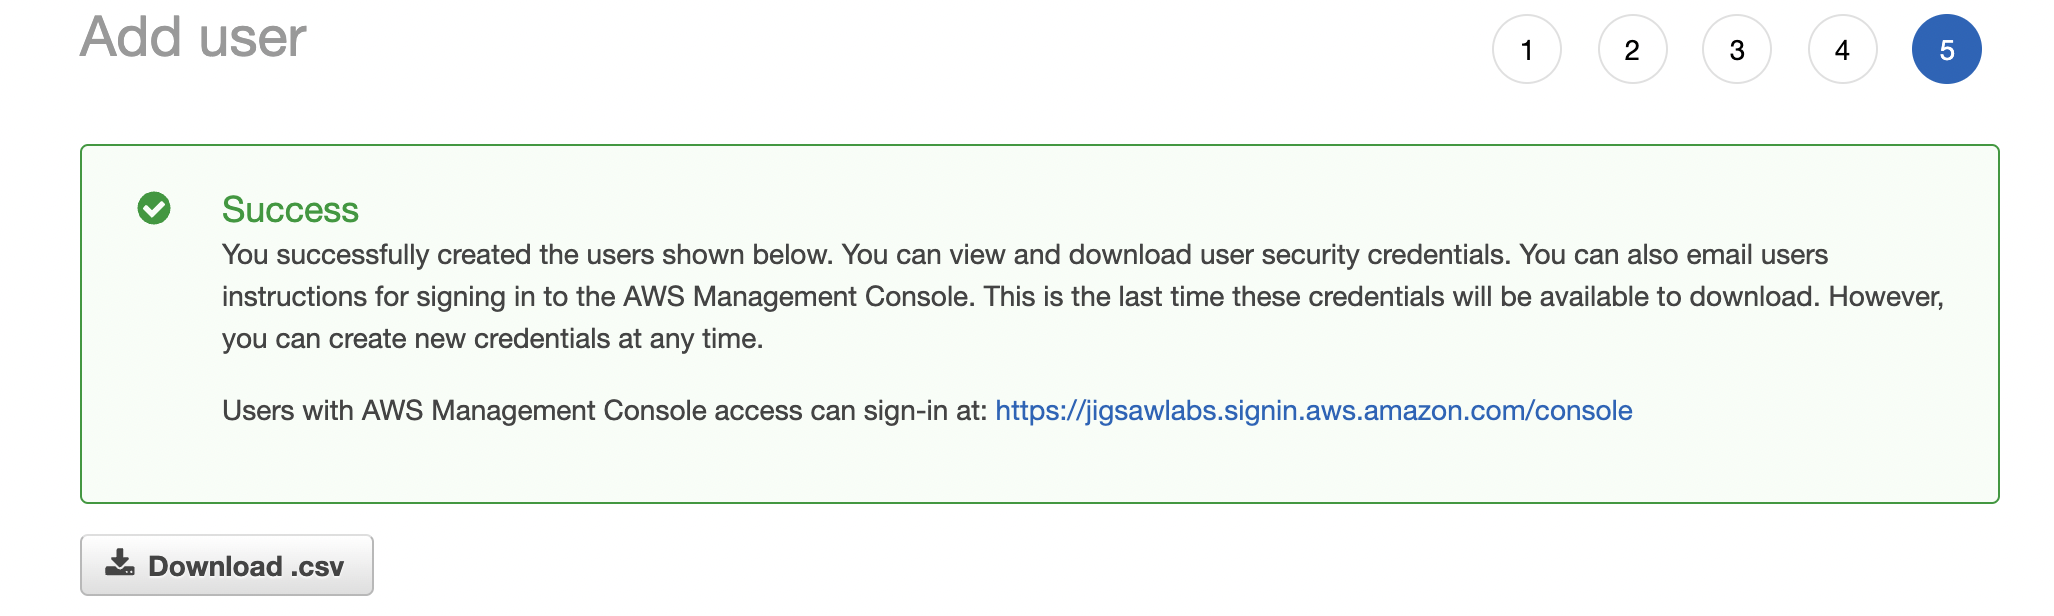 Add user
1 2 3 4 5
Success
You successfully created the users shown below. You can view and download user security credentials. You can also email users
instructions for signing in to the AWS Management Console. This is the last time these credentials will be available to download. However,
you can create new credentials at any time.
Users with AWS Management Console access can sign-in at: https://jigsawlabs.signin.aws.amazon.com/console
Download .csv